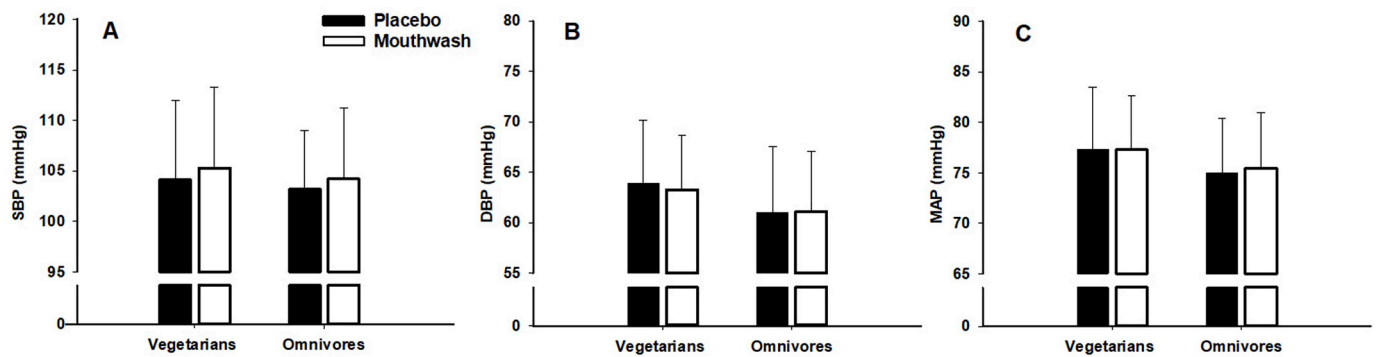 A
Placebo
Mouthwash
SBP (mmHg)
120
115
110
105
100
95
0
Vegetarians Omnivores
B
DBP (mmHg)
80
75
70
65
60
55
0
Vegetarians Omnivores
C
MAP (mmHg)
90
85
80
75
70
65
0
Vegetarians Omnivores